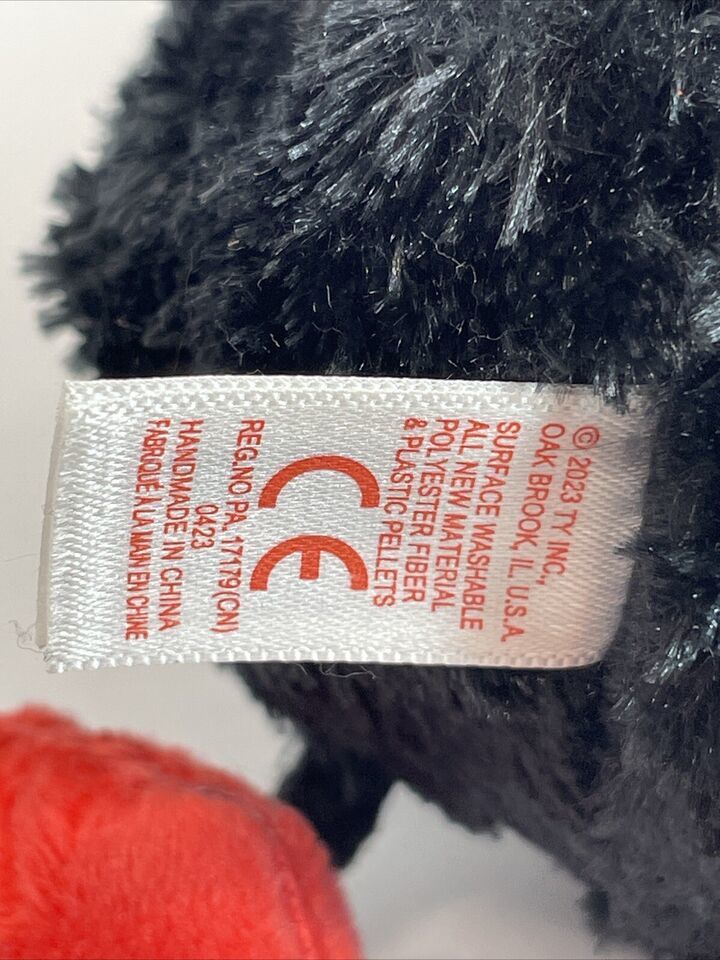 © 2023 TY INC.,
OAK BROOK, IL. U.S.A
SURFACE WASHABLE
ALL NEW MATERIAL
POLYESTER FIBER
& PLASTIC PELLETS
CE
REG.NO PA. 17179(CN)
0423
HANDMADE IN CHINA
FABRIQUÉ À LA MAIN EN CHINE